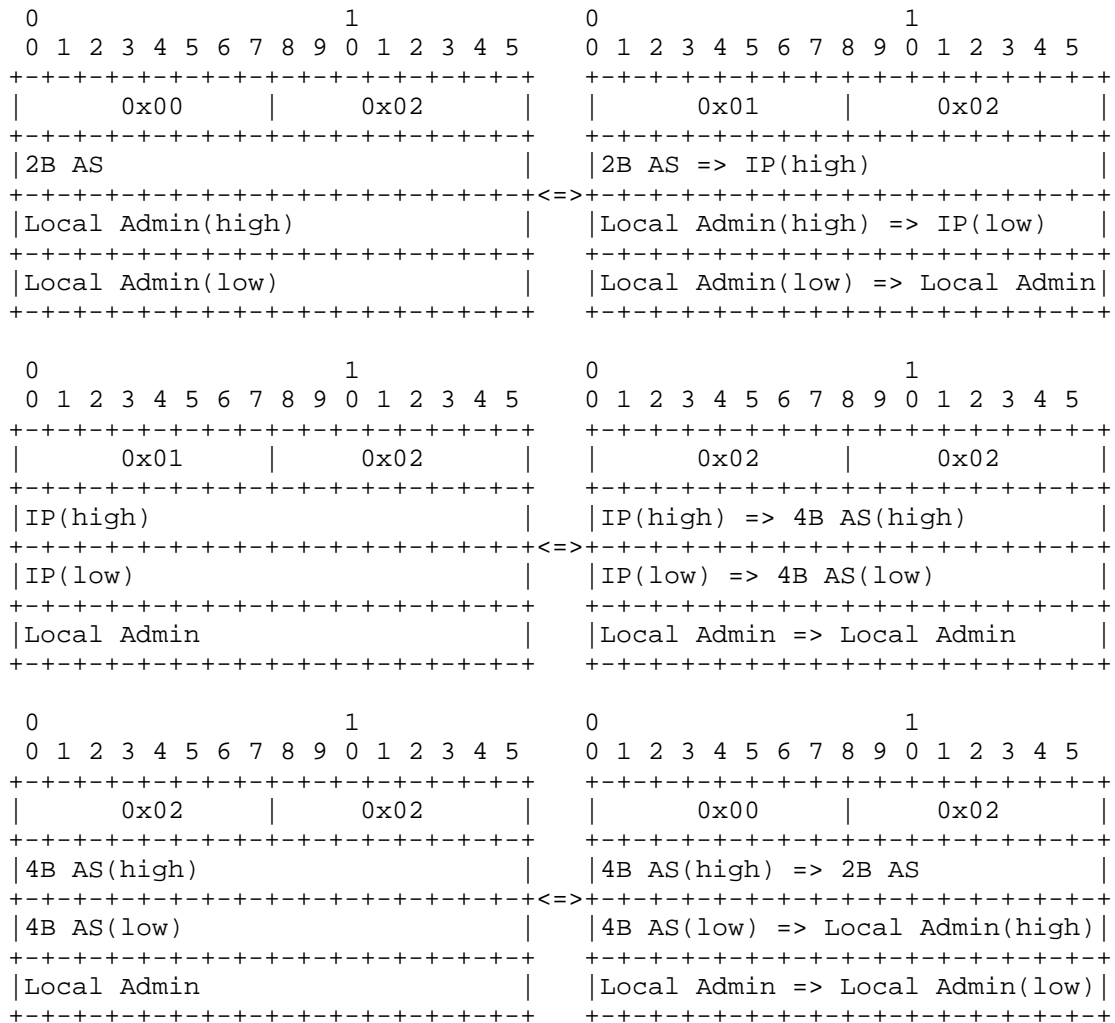 0                   1               0                   1
 0 1 2 3 4 5 6 7 8 9 0 1 2 3 4 5    0 1 2 3 4 5 6 7 8 9 0 1 2 3 4 5
+-+-+-+-+-+-+-+-+-+-+-+-+-+-+-+-+   +-+-+-+-+-+-+-+-+-+-+-+-+-+-+-+-+
|      0x00     |     0x02      |   |      0x01     |     0x02      |
+-+-+-+-+-+-+-+-+-+-+-+-+-+-+-+-+   +-+-+-+-+-+-+-+-+-+-+-+-+-+-+-+-+
|2B AS                          |   |2B AS => IP(high)              |
+-+-+-+-+-+-+-+-+-+-+-+-+-+-+-+-+<=>+-+-+-+-+-+-+-+-+-+-+-+-+-+-+-+-+
|Local Admin(high)              |   |Local Admin(high) => IP(low)   |
+-+-+-+-+-+-+-+-+-+-+-+-+-+-+-+-+   +-+-+-+-+-+-+-+-+-+-+-+-+-+-+-+-+
|Local Admin(low)               |   |Local Admin(low) => Local Admin|
+-+-+-+-+-+-+-+-+-+-+-+-+-+-+-+-+   +-+-+-+-+-+-+-+-+-+-+-+-+-+-+-+-+

 0                   1               0                   1
 0 1 2 3 4 5 6 7 8 9 0 1 2 3 4 5    0 1 2 3 4 5 6 7 8 9 0 1 2 3 4 5
+-+-+-+-+-+-+-+-+-+-+-+-+-+-+-+-+   +-+-+-+-+-+-+-+-+-+-+-+-+-+-+-+-+
|      0x01     |     0x02      |   |      0x02     |     0x02      |
+-+-+-+-+-+-+-+-+-+-+-+-+-+-+-+-+   +-+-+-+-+-+-+-+-+-+-+-+-+-+-+-+-+
|IP(high)                       |   |IP(high) => 4B AS(high)        |
+-+-+-+-+-+-+-+-+-+-+-+-+-+-+-+-+<=>+-+-+-+-+-+-+-+-+-+-+-+-+-+-+-+-+
|IP(low)                        |   |IP(low) => 4B AS(low)          |
+-+-+-+-+-+-+-+-+-+-+-+-+-+-+-+-+   +-+-+-+-+-+-+-+-+-+-+-+-+-+-+-+-+
|Local Admin                    |   |Local Admin => Local Admin     |
+-+-+-+-+-+-+-+-+-+-+-+-+-+-+-+-+   +-+-+-+-+-+-+-+-+-+-+-+-+-+-+-+-+

 0                   1               0                   1
 0 1 2 3 4 5 6 7 8 9 0 1 2 3 4 5    0 1 2 3 4 5 6 7 8 9 0 1 2 3 4 5
+-+-+-+-+-+-+-+-+-+-+-+-+-+-+-+-+   +-+-+-+-+-+-+-+-+-+-+-+-+-+-+-+-+
|      0x02     |     0x02      |   |      0x00     |     0x02      |
+-+-+-+-+-+-+-+-+-+-+-+-+-+-+-+-+   +-+-+-+-+-+-+-+-+-+-+-+-+-+-+-+-+
|4B AS(high)                    |   |4B AS(high) => 2B AS           |
+-+-+-+-+-+-+-+-+-+-+-+-+-+-+-+-+<=>+-+-+-+-+-+-+-+-+-+-+-+-+-+-+-+-+
|4B AS(low)                     |   |4B AS(low) => Local Admin(high)|
+-+-+-+-+-+-+-+-+-+-+-+-+-+-+-+-+   +-+-+-+-+-+-+-+-+-+-+-+-+-+-+-+-+
|Local Admin                    |   |Local Admin => Local Admin(low)|
+-+-+-+-+-+-+-+-+-+-+-+-+-+-+-+-+   +-+-+-+-+-+-+-+-+-+-+-+-+-+-+-+-+